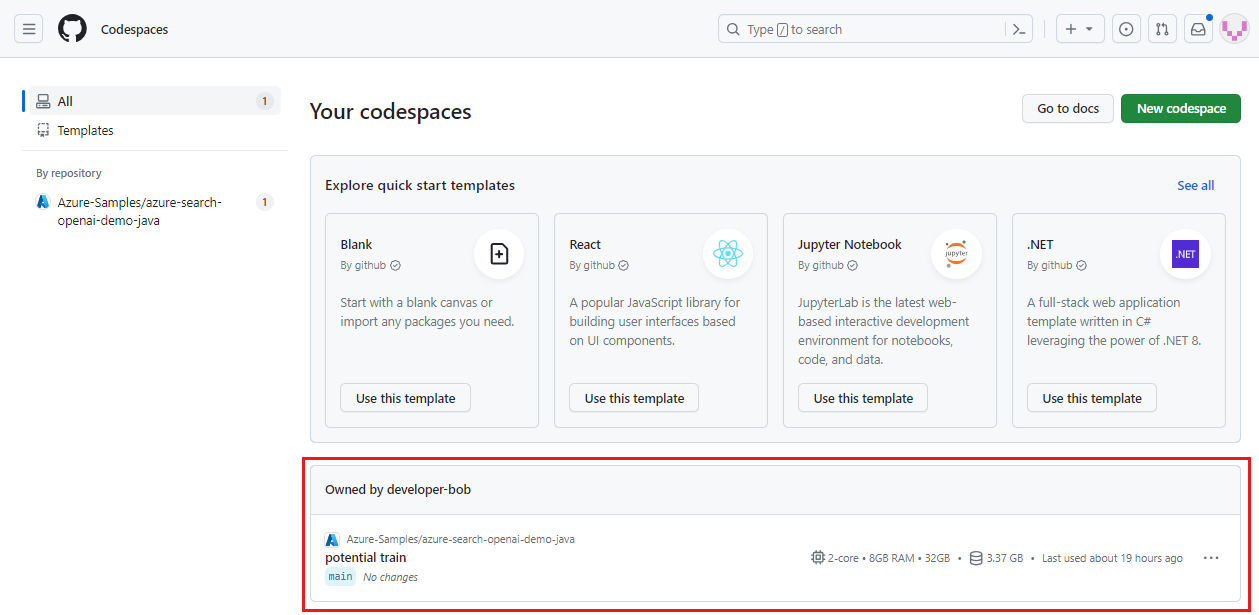 Codespaces
Type / to search
All 1
Templates
By repository
Azure-Samples/azure-search-
openai-demo-java 1
Your codespaces
Go to docs
New codespace
Explore quick start templates
See all
Blank
By github
Start with a blank canvas or
import any packages you need.
Use this template
React
By github
A popular JavaScript library for
building user interfaces based
on UI components.
Use this template
Jupyter Notebook
By github
jupyter
JupyterLab is the latest web-
based interactive development
environment for notebooks,
code, and data.
Use this template
.NET
By github
.NET
A full-stack web application
template written in C#
leveraging the power of .NET 8.
Use this template
Owned by developer-bob
Azure-Samples/azure-search-openai-demo-java
potential train
2-core • 8GB RAM • 32GB • 3.37 GB • Last used about 19 hours ago
main No changes